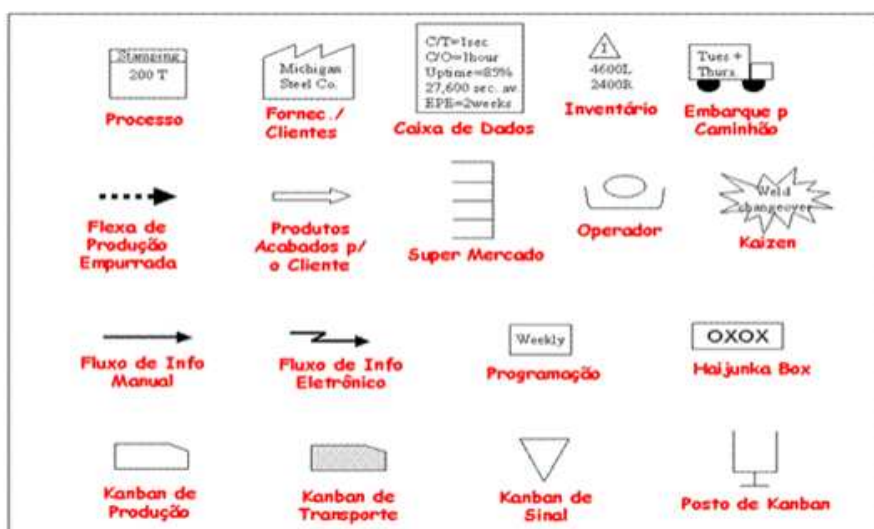 Stamping
200 T
Processo
Michigan
Steel Co.
Fornec./
Clientes
C/T=1sec
C/O=1hour
Uptime=89%
27,600 sec. av.
EPE=2weeks
Caixa de Dados
I
4600L
2400R
Inventário
Tues +
Thurs.
Embarque p
Caminhão
Flexa de
Produção
Empurrada
Produtos
Acabados p/
o Cliente
Super Mercado
Operador
Weld
changeover
Kaizen
Fluxo de Info
Manual
Fluxo de Info
Eletrônico
Weekly
Programação
OXOX
Haijunka Box
Kanban de
Produção
Kanban de
Transporte
Kanban de
Sinal
Posto de Kanban